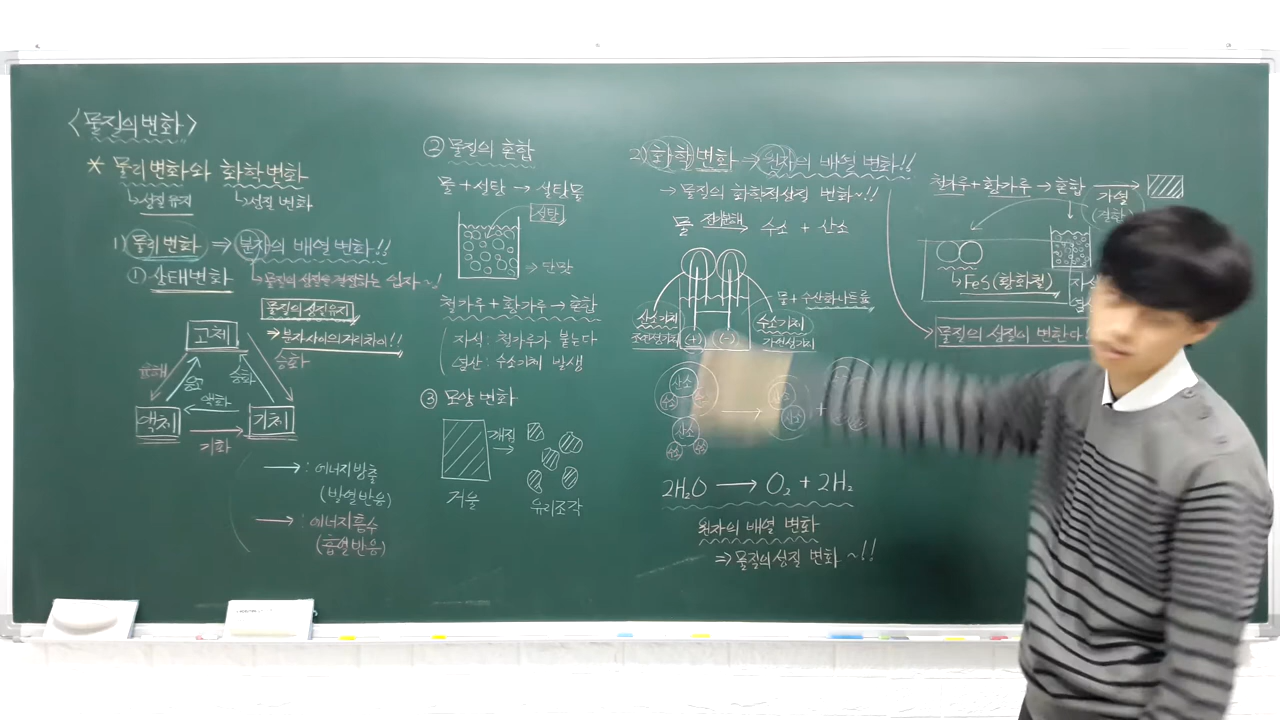 <물질의 변화>
* 물리변화와 화학변화
↳성질 유지 ↳성질 변화
1) 물리변화 ⇒ 분자의 배열 변화!!
① 상태변화 ↳물질의 성질을 결정하는 입자~!
물질의 성질유지
→ 분자사이의 거리차이!!
고체
융해 응고 승화 승화
액체 액화 기체
기화
→ : 에너지방출
(발열반응)
→ : 에너지흡수
(흡열반응)
② 물질의 혼합
물 + 설탕 → 설탕물
설탕
→ 단맛
철가루 + 황가루 → 혼합
자석 : 철가루가 붙는다
염산 : 수소기체 발생
③ 모양 변화
깨짐
거울 유리조각
2) 화학변화 → 원자의 배열 변화!!
→ 물질의 화학적성질 변화~!!
물 전기분해 수소 + 산소
물 + 수산화나트륨
산소기체 수소기체
조연성기체 (+) (-) 가연성기체
산소
수소
산소 산소 +
산소
수소 수소
2H₂O → O₂ + 2H₂
원자의 배열 변화
⇒ 물질의 성질 변화 ~!!
철가루 + 황가루 → 혼합 →
가열
(결합)
↳ FeS (황화철)
물질의 성질이 변한다